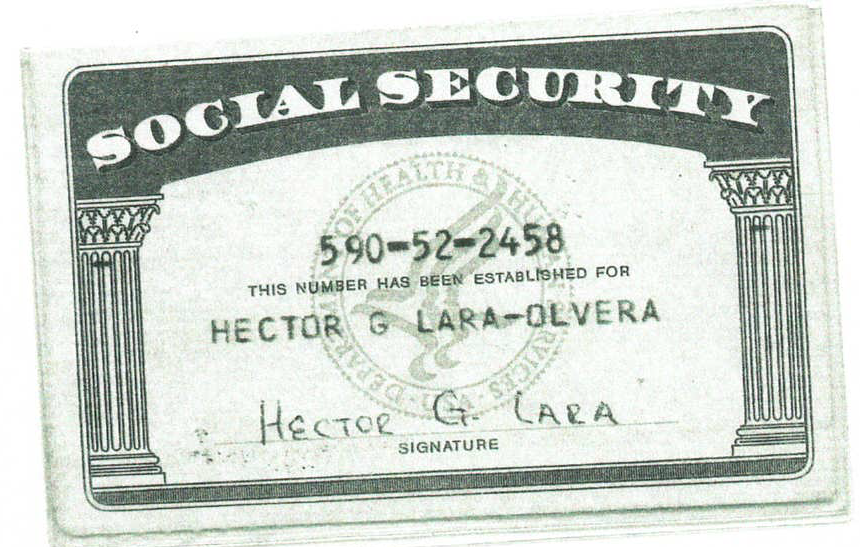 SOCIAL SECURITY
DEPARTMENT OF HEALTH & HUMAN SERVICES · USA
590-52-2458
THIS NUMBER HAS BEEN ESTABLISHED FOR
HECTOR G LARA-OLVERA
HECTOR G. LARA
SIGNATURE